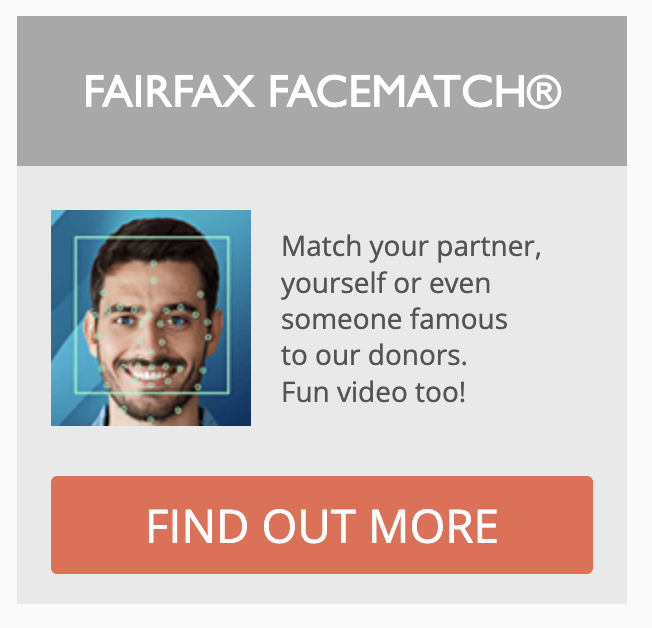 FAIRFAX FACEMATCH®
Match your partner,
yourself or even
someone famous
to our donors.
Fun video too!
FIND OUT MORE